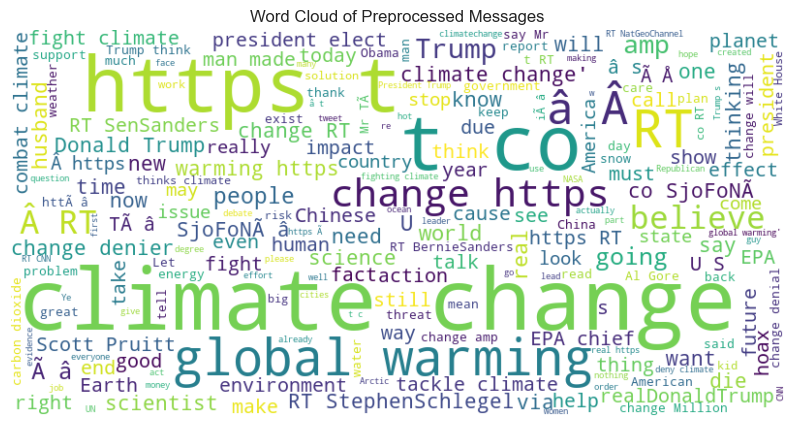 Word Cloud of Preprocessed Messages
climatechange
RT NatGeoChannel
fight climate
president elect
Trump
amp
planet
combat climate
support
Trump think
man made
today
Obama
man
say Mr
report
will
â s
Ã Â
one
many
created
hope
much
face
weather
https t
t RT
climate change'
making
husband
work
solution
thank
President Trump
government
stop
know
call
plan
care
Trump s
White House
thinking
president
RT SenSanders
change RT
exist
tweet
keep
t co
â Â
RT
America
co RT
change will
Donald Trump
really
impact
due
hot
re
think
show
day
snow
effect
Â https
new
warming https
country
year
NASA
use
Republican
must
question
thinks climate
fighting climate
change https
co SjoFoNÃ
come
httÃ â
time
now
may
people
believe
Â RT
first
TÃ â
issue
SjoFoNÃ â
debate
risk
Chinese
U
cause
see
ocean
leader
China
actually
part
global warming'
guy
change denier
degree
even
human
need
world
RT BernieSanders
https RT
state
say
EPA
RT CNN
problem
take
Let
energy
effort
please
fight
science
talk
real
look
going
U S
Al Gore
back
go
lead
read
Ye
great
tell
give
big
cities
well
factaction
still
mean
s
future
change denial
carbon dioxide
climate change
evidence
everyone
already
threat
t c
way
change amp
EPA chief
real https
said
hoax
Scott Pruitt
global warming
thing
want
deny climate
kid
Ã â
end
good
act
water
Arctic
nothing
die
job
money
Earth
environment
tackle climate
order
American
CNN
right
UN
scientist
make
RT StephenSchlegel
via
help
Women
realDonaldTrump
change Million